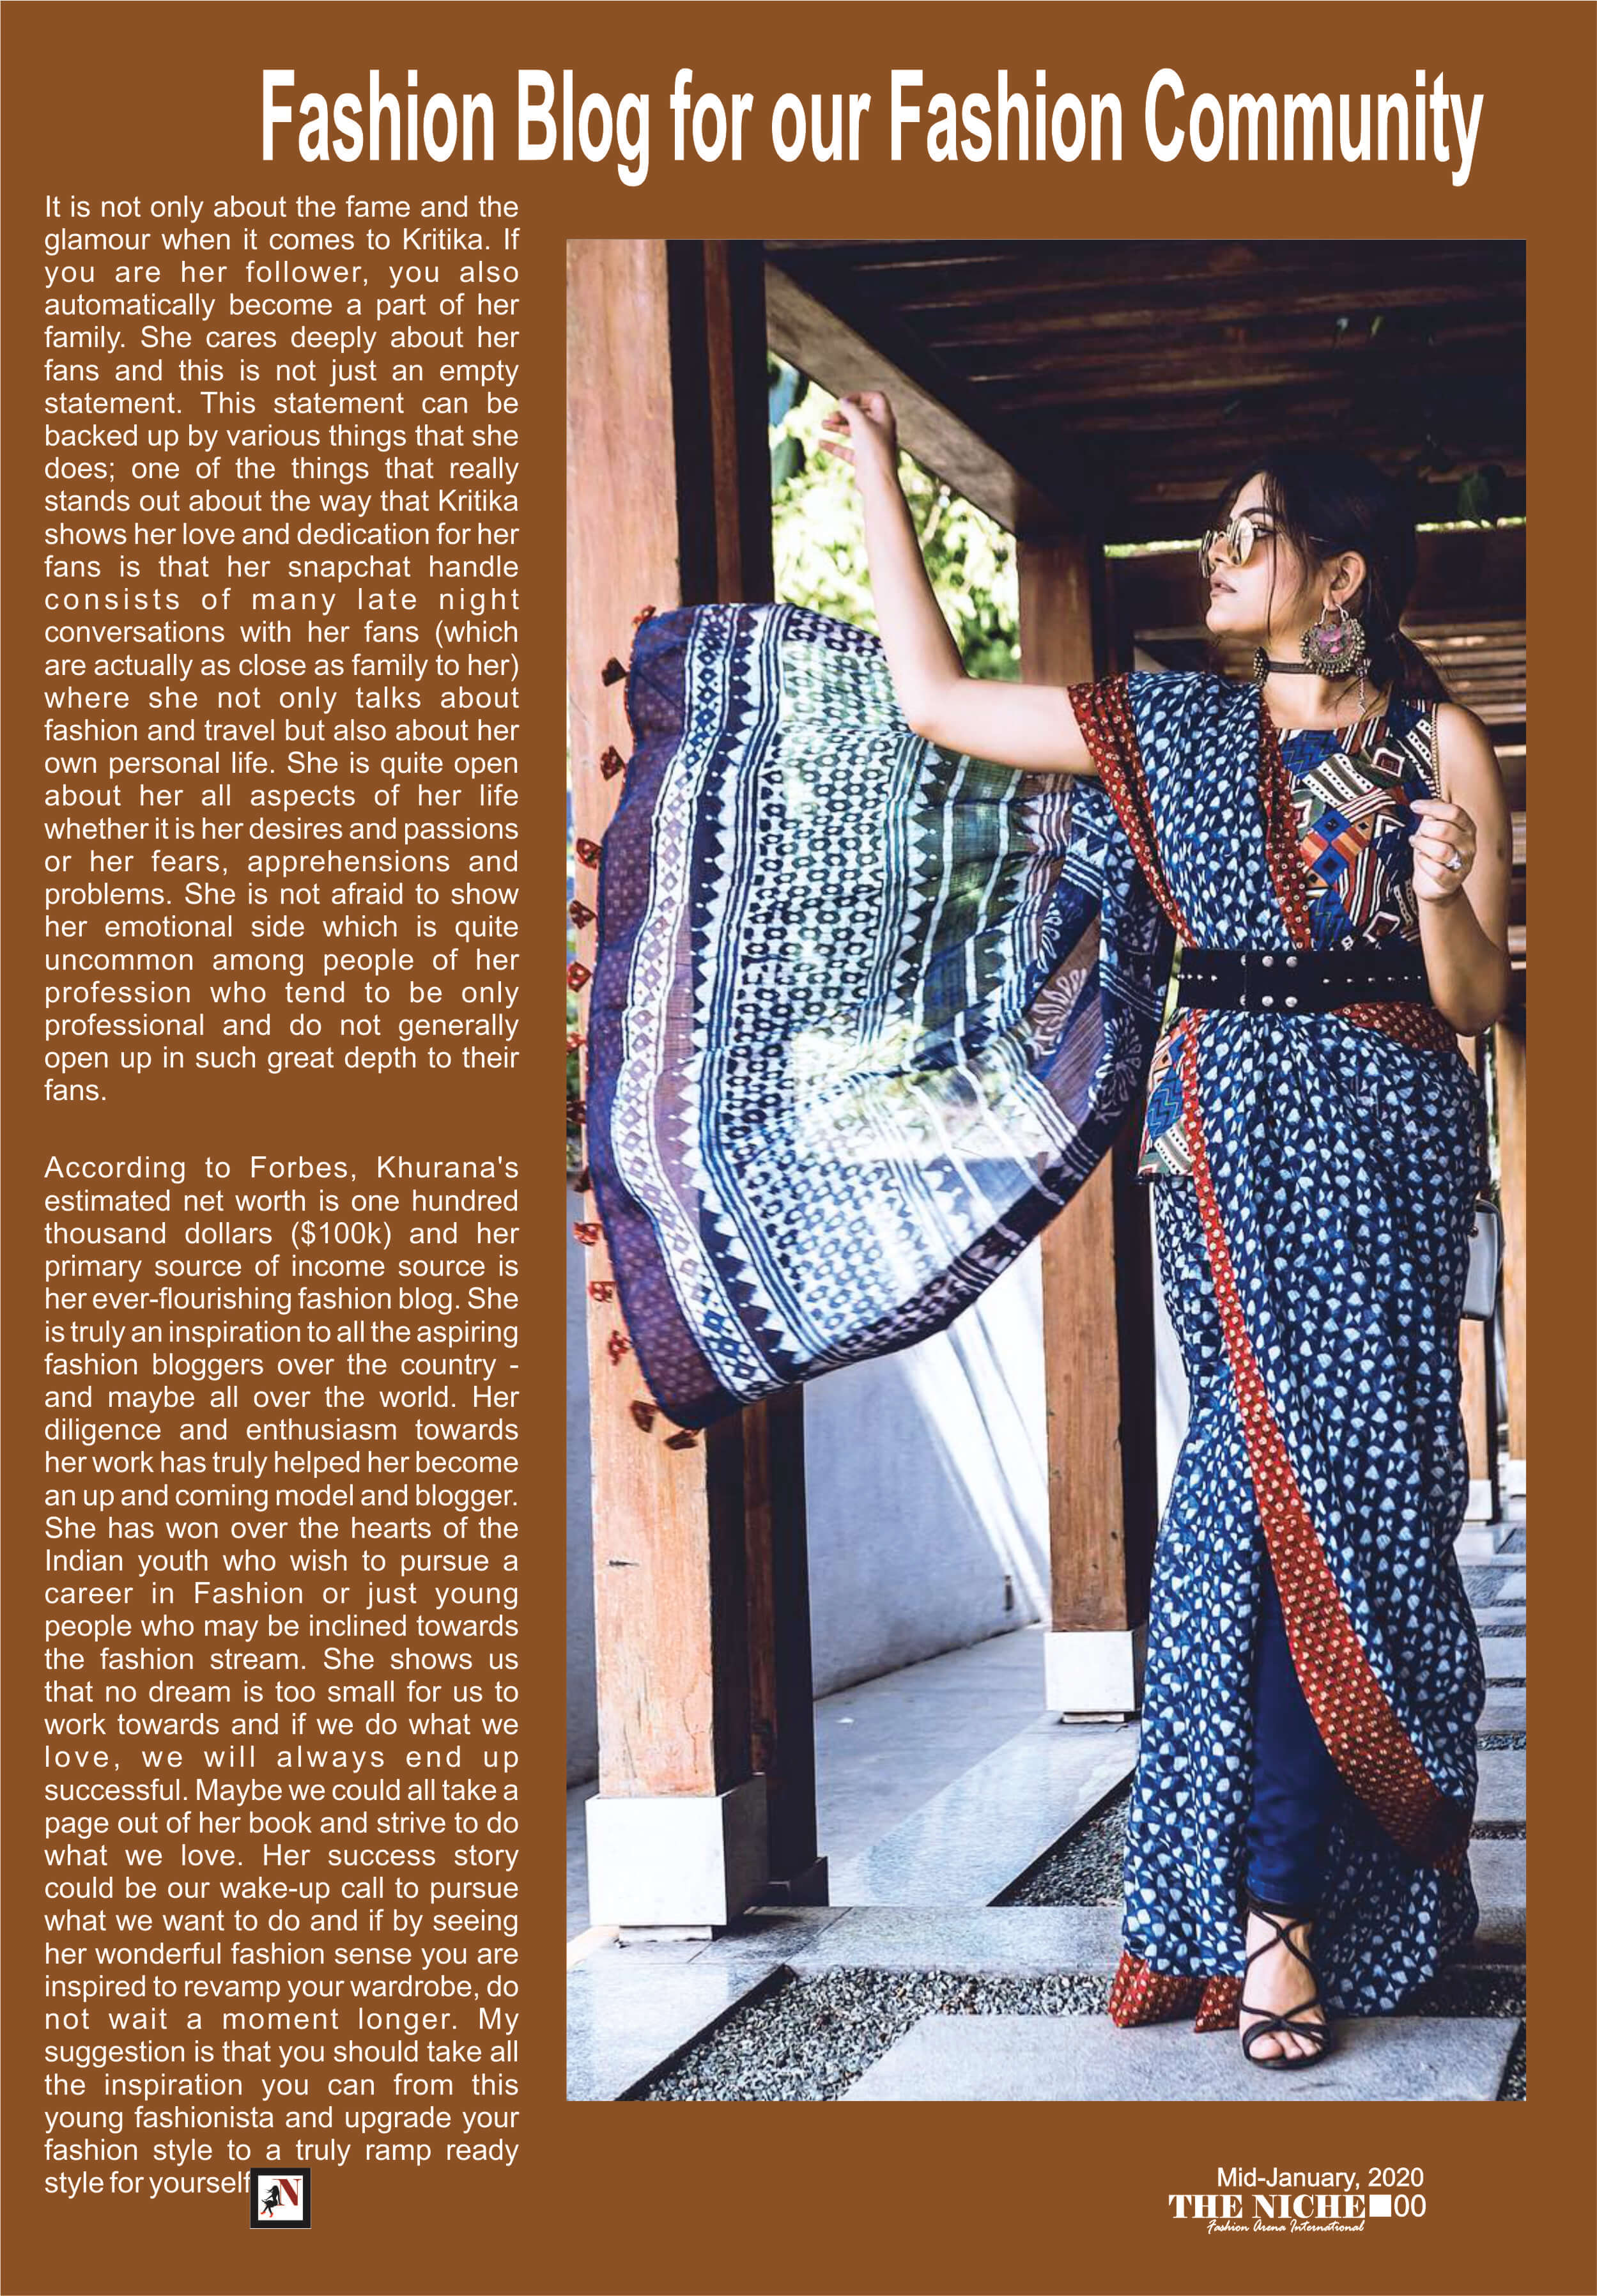 Fashion Blog for our Fashion Community
It is not only about the fame and the
glamour when it comes to Kritika. If
you are her follower, you also
automatically become a part of her
family. She cares deeply about her
fans and this is not just an empty
statement. This statement can be
backed up by various things that she
does; one of the things that really
stands out about the way that Kritika
shows her love and dedication for her
fans is that her snapchat handle
consists of many late night
conversations with her fans (which
are actually as close as family to her)
where she not only talks about
fashion and travel but also about her
own personal life. She is quite open
about her all aspects of her life
whether it is her desires and passions
or her fears, apprehensions and
problems. She is not afraid to show
her emotional side which is quite
uncommon among people of her
profession who tend to be only
professional and do not generally
open up in such great depth to their
fans.
According to Forbes, Khurana's
estimated net worth is one hundred
thousand dollars ($100k) and her
primary source of income source is
her ever-flourishing fashion blog. She
is truly an inspiration to all the aspiring
fashion bloggers over the country -
and maybe all over the world. Her
diligence and enthusiasm towards
her work has truly helped her become
an up and coming model and blogger.
She has won over the hearts of the
Indian youth who wish to pursue a
career in Fashion or just young
people who may be inclined towards
the fashion stream. She shows us
that no dream is too small for us to
work towards and if we do what we
love, we will always end up
successful. Maybe we could all take a
page out of her book and strive to do
what we love. Her success story
could be our wake-up call to pursue
what we want to do and if by seeing
her wonderful fashion sense you are
inspired to revamp your wardrobe, do
not wait a moment longer. My
suggestion is that you should take all
the inspiration you can from this
young fashionista and upgrade your
fashion style to a truly ramp ready
style for yourself
N
Mid-January, 2020
THE NICHE■00
Fashion Arena International